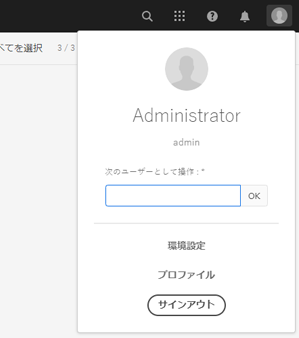 べてを選択 3 / 3
Administrator
admin
次のユーザーとして操作 : *
OK
環境設定
プロファイル
サインアウト